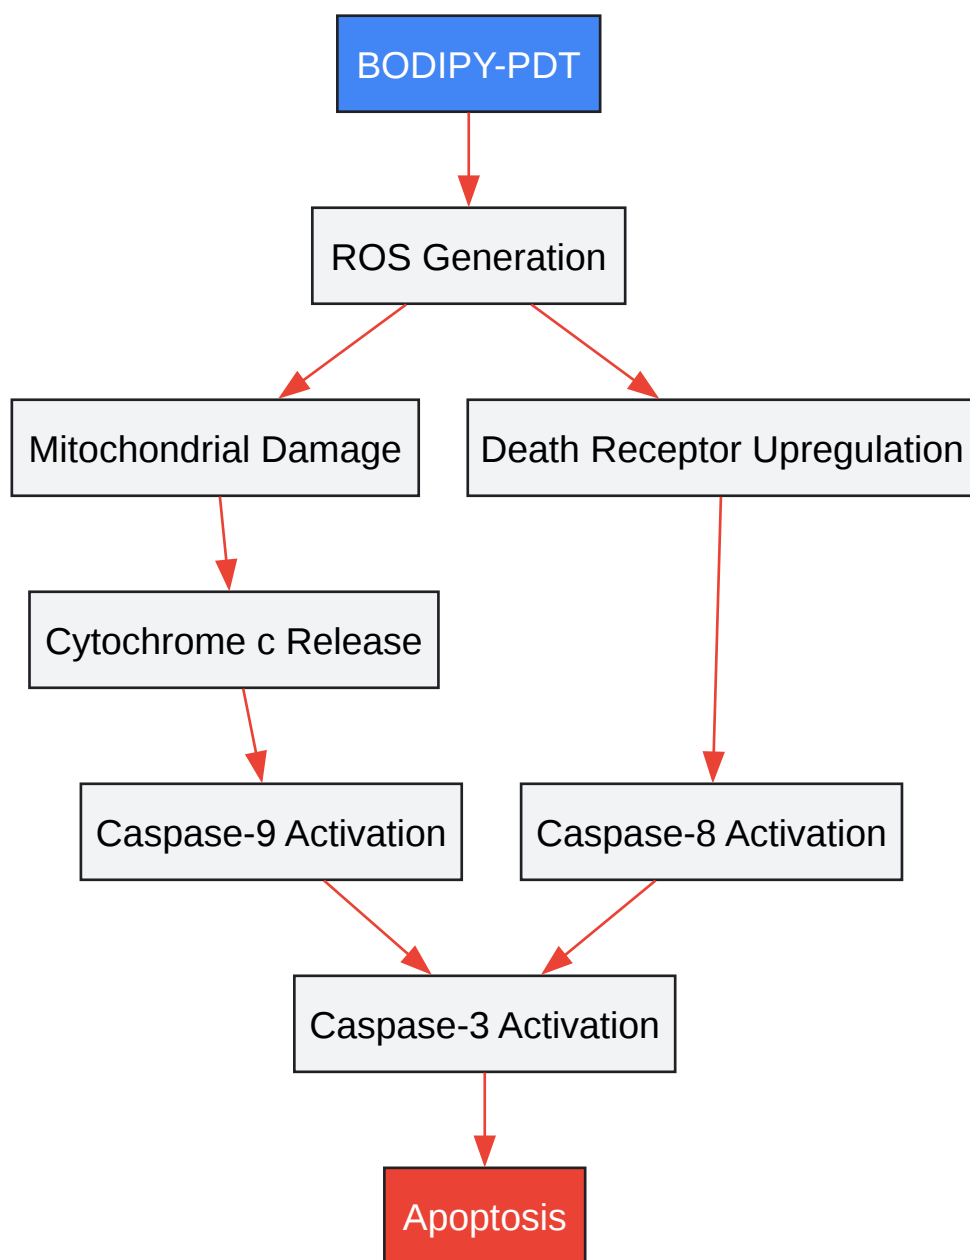 BODIPY-PDT
ROS Generation
Mitochondrial Damage
Death Receptor Upregulation
Cytochrome c Release
Caspase-9 Activation
Caspase-8 Activation
Caspase-3 Activation
Apoptosis